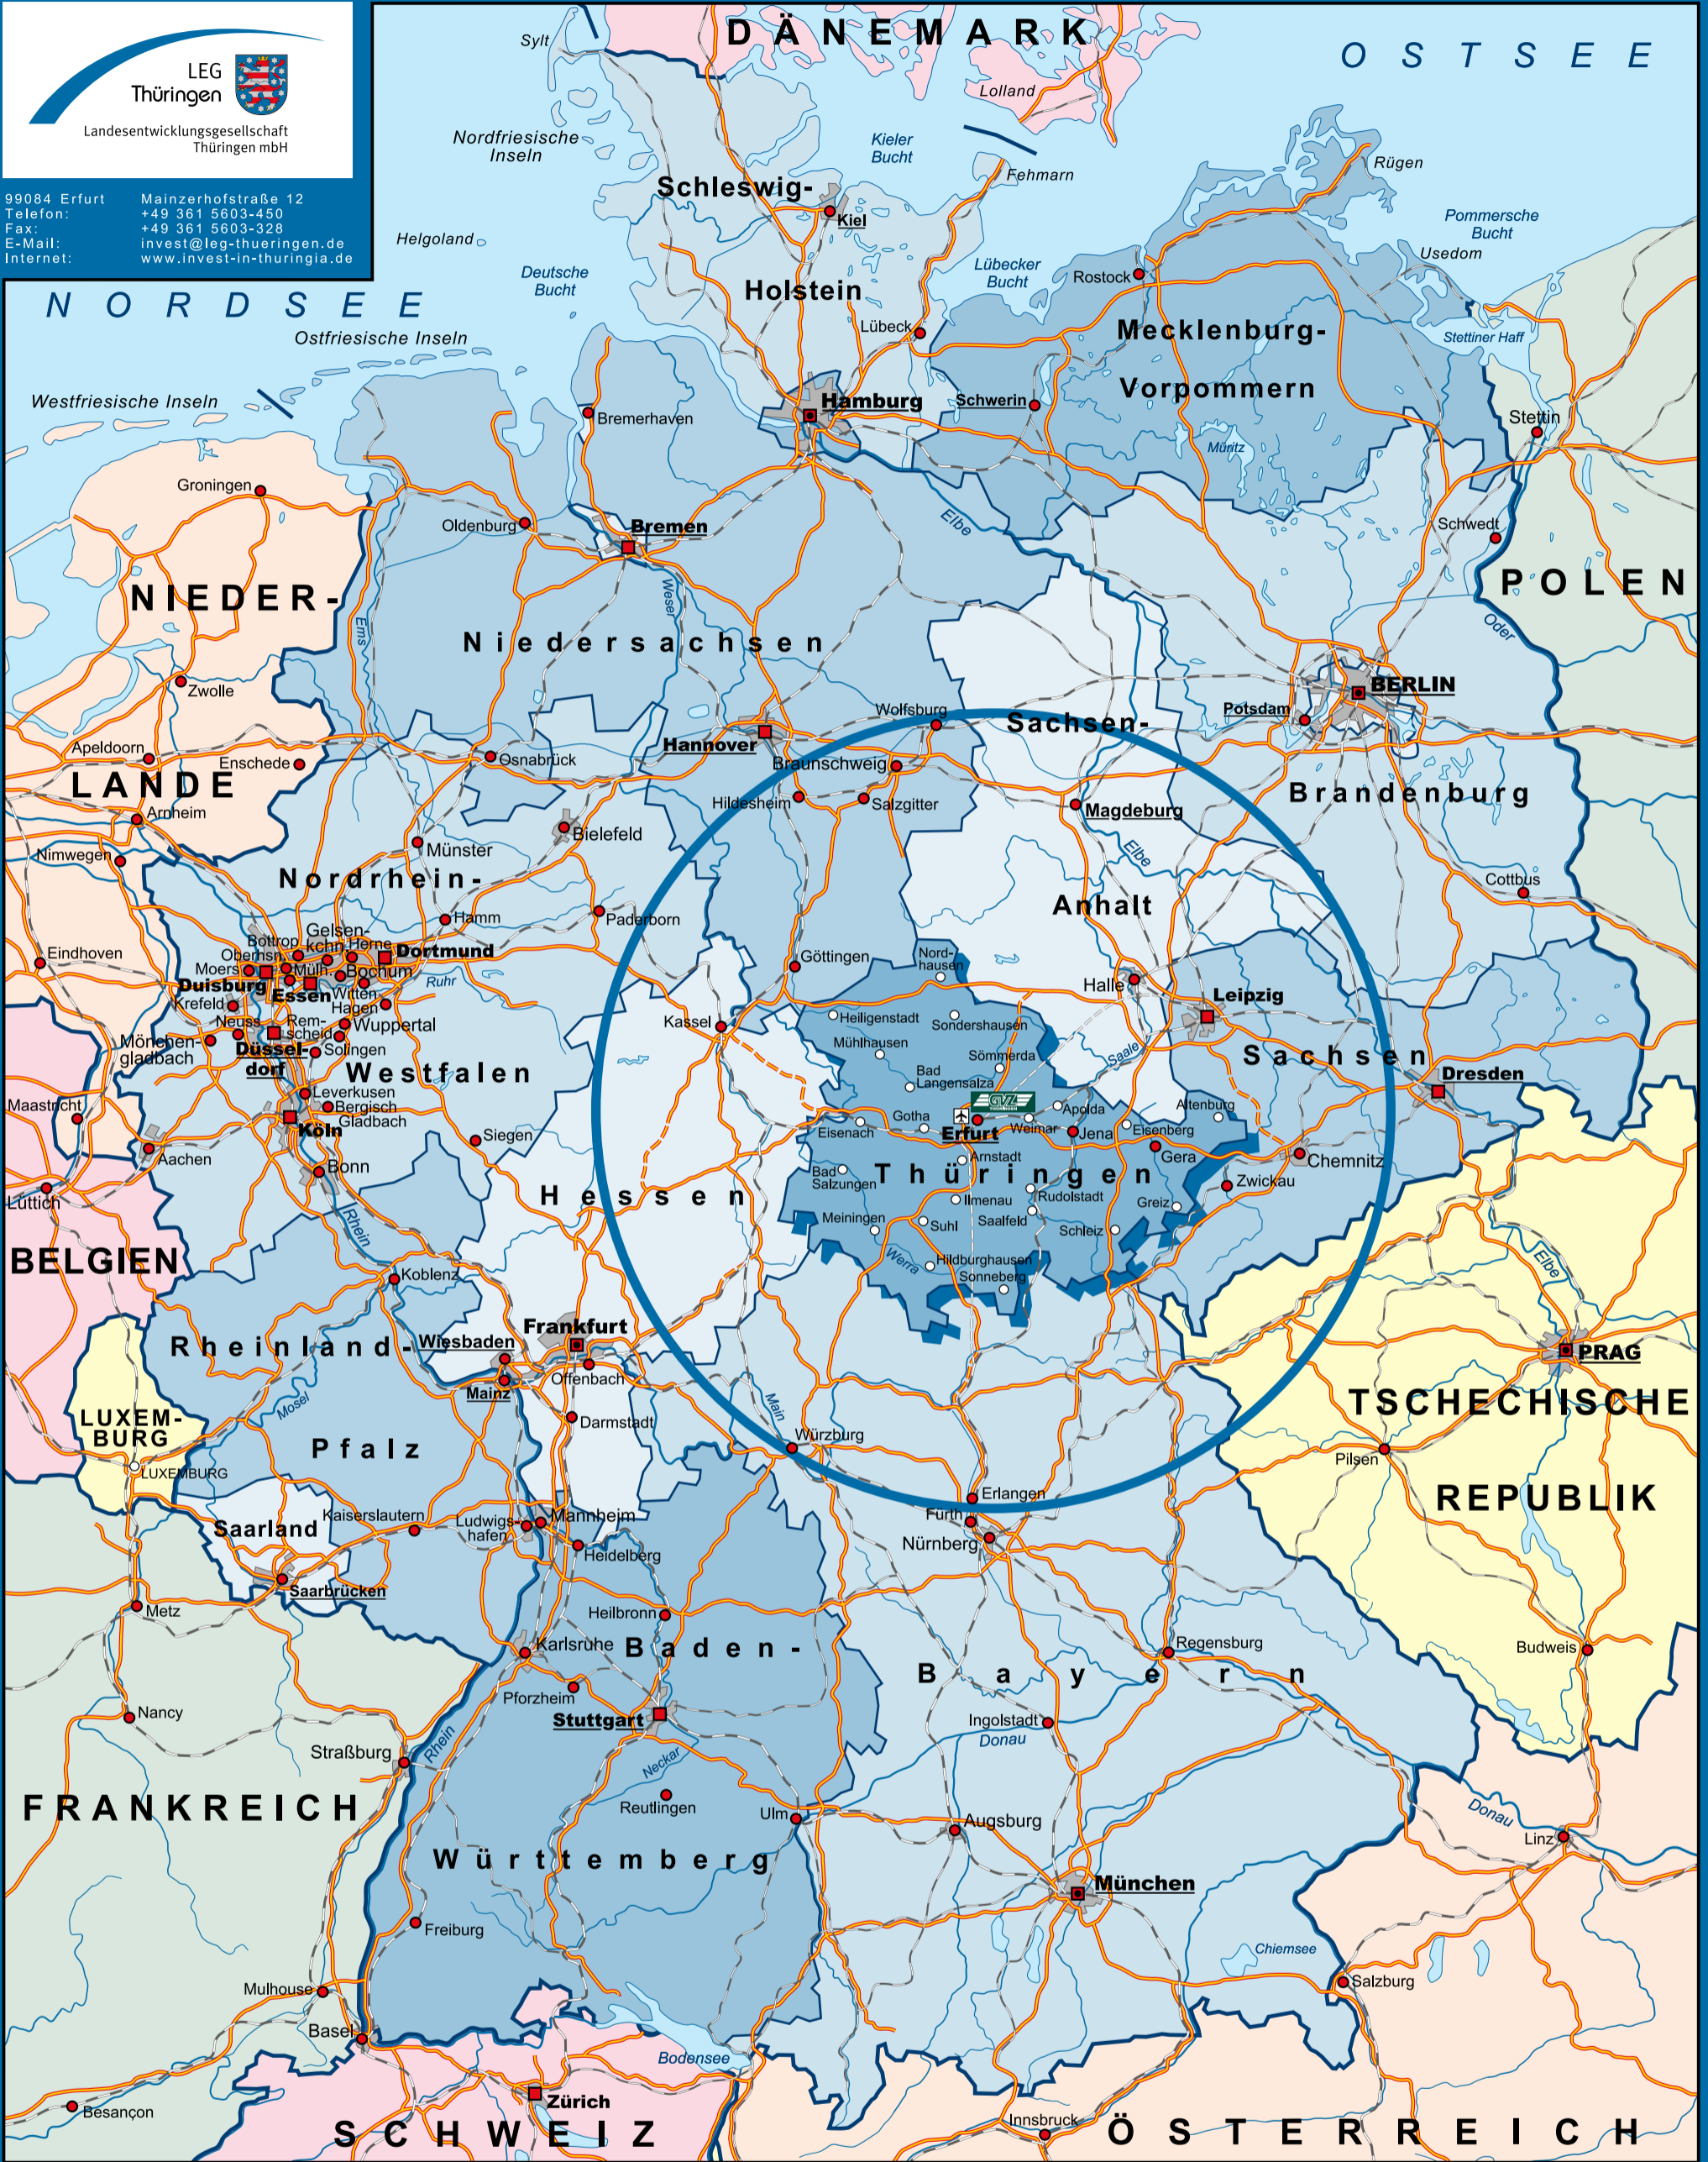 LEG
Thüringen
Landesentwicklungsgesellschaft
Thüringen mbH
99084 Erfurt Mainzerhofstraße 12
Telefon: +49 361 5603-450
Fax: +49 361 5603-328
E-Mail: invest@leg-thueringen.de
Internet: www.invest-in-thuringia.de
DÄNEMARK
OSTSEE
Sylt
Lolland
Nordfriesische
Inseln
Kieler
Bucht
Fehmarn
Rügen
Schleswig-
Kiel
Helgoland
Pommersche
Bucht
Usedom
Deutsche
Bucht
Lübecker
Bucht
Rostock
Holstein
NORDSEE
Ostfriesische Inseln
Lübeck
Mecklenburg-
Vorpommern
Stettiner Haff
Westfriesische Inseln
Hamburg
Schwerin
Bremerhaven
Stettin
Müritz
Groningen
Oldenburg
Bremen
Elbe
Schwedt
NIEDER-
Ems
Weser
POLEN
Oder
Niedersachsen
Zwolle
BERLIN
Potsdam
Wolfsburg
Sachsen-
Hannover
Apeldoorn
Enschede
Osnabrück
Braunschweig
LANDE
Hildesheim
Salzgitter
Magdeburg
Brandenburg
Arnheim
Bielefeld
Nimwegen
Münster
Elbe
Nordrhein-
Cottbus
Anhalt
Hamm
Paderborn
Eindhoven
Gelsen-
kchn.
Bottrop
Herne
Dortmund
Oberhsn.
Moers
Mülh.
Bochum
Duisburg
Essen
Witten
Ruhr
Krefeld
Hagen
Göttingen
Nord-
hausen
Halle
Leipzig
Neuss
Rem-
scheid
Wuppertal
Kassel
Heiligenstadt
Sondershausen
Mönchen-
gladbach
Düssel-
dorf
Solingen
Mühlhausen
Sömmerda
Saale
Sachsen
Westfalen
Bad
Langensalza
Dresden
Leverkusen
Bergisch
Gladbach
Maastricht
GVZ
THÜRINGEN
Gotha
Apolda
Altenburg
Köln
Siegen
Eisenach
Erfurt
Weimar
Jena
Eisenberg
Aachen
Bonn
Arnstadt
Gera
Chemnitz
Bad
Salzungen
Thüringen
Zwickau
Lüttich
Hessen
Ilmenau
Rudolstadt
Greiz
Rhein
Meiningen
Suhl
Saalfeld
Schleiz
BELGIEN
Werra
Hildburghausen
Sonneberg
Elbe
Koblenz
Rheinland-
Wiesbaden
Frankfurt
PRAG
Mainz
Offenbach
LUXEM-
BURG
Mosel
Darmstadt
Main
Würzburg
TSCHECHISCHE
Pfalz
LUXEMBURG
Pilsen
REPUBLIK
Erlangen
Fürth
Nürnberg
Saarland
Kaiserslautern
Ludwigs-
hafen
Mannheim
Heidelberg
Saarbrücken
Metz
Heilbronn
Karlsruhe
Baden-
Regensburg
Budweis
Bayern
Pforzheim
Stuttgart
Nancy
Ingolstadt
Donau
Straßburg
Rhein
Neckar
Reutlingen
Ulm
Augsburg
FRANKREICH
Donau
Linz
Württemberg
München
Freiburg
Chiemsee
Salzburg
Mulhouse
Basel
Bodensee
Besançon
Zürich
Innsbruck
SCHWEIZ
ÖSTERREICH